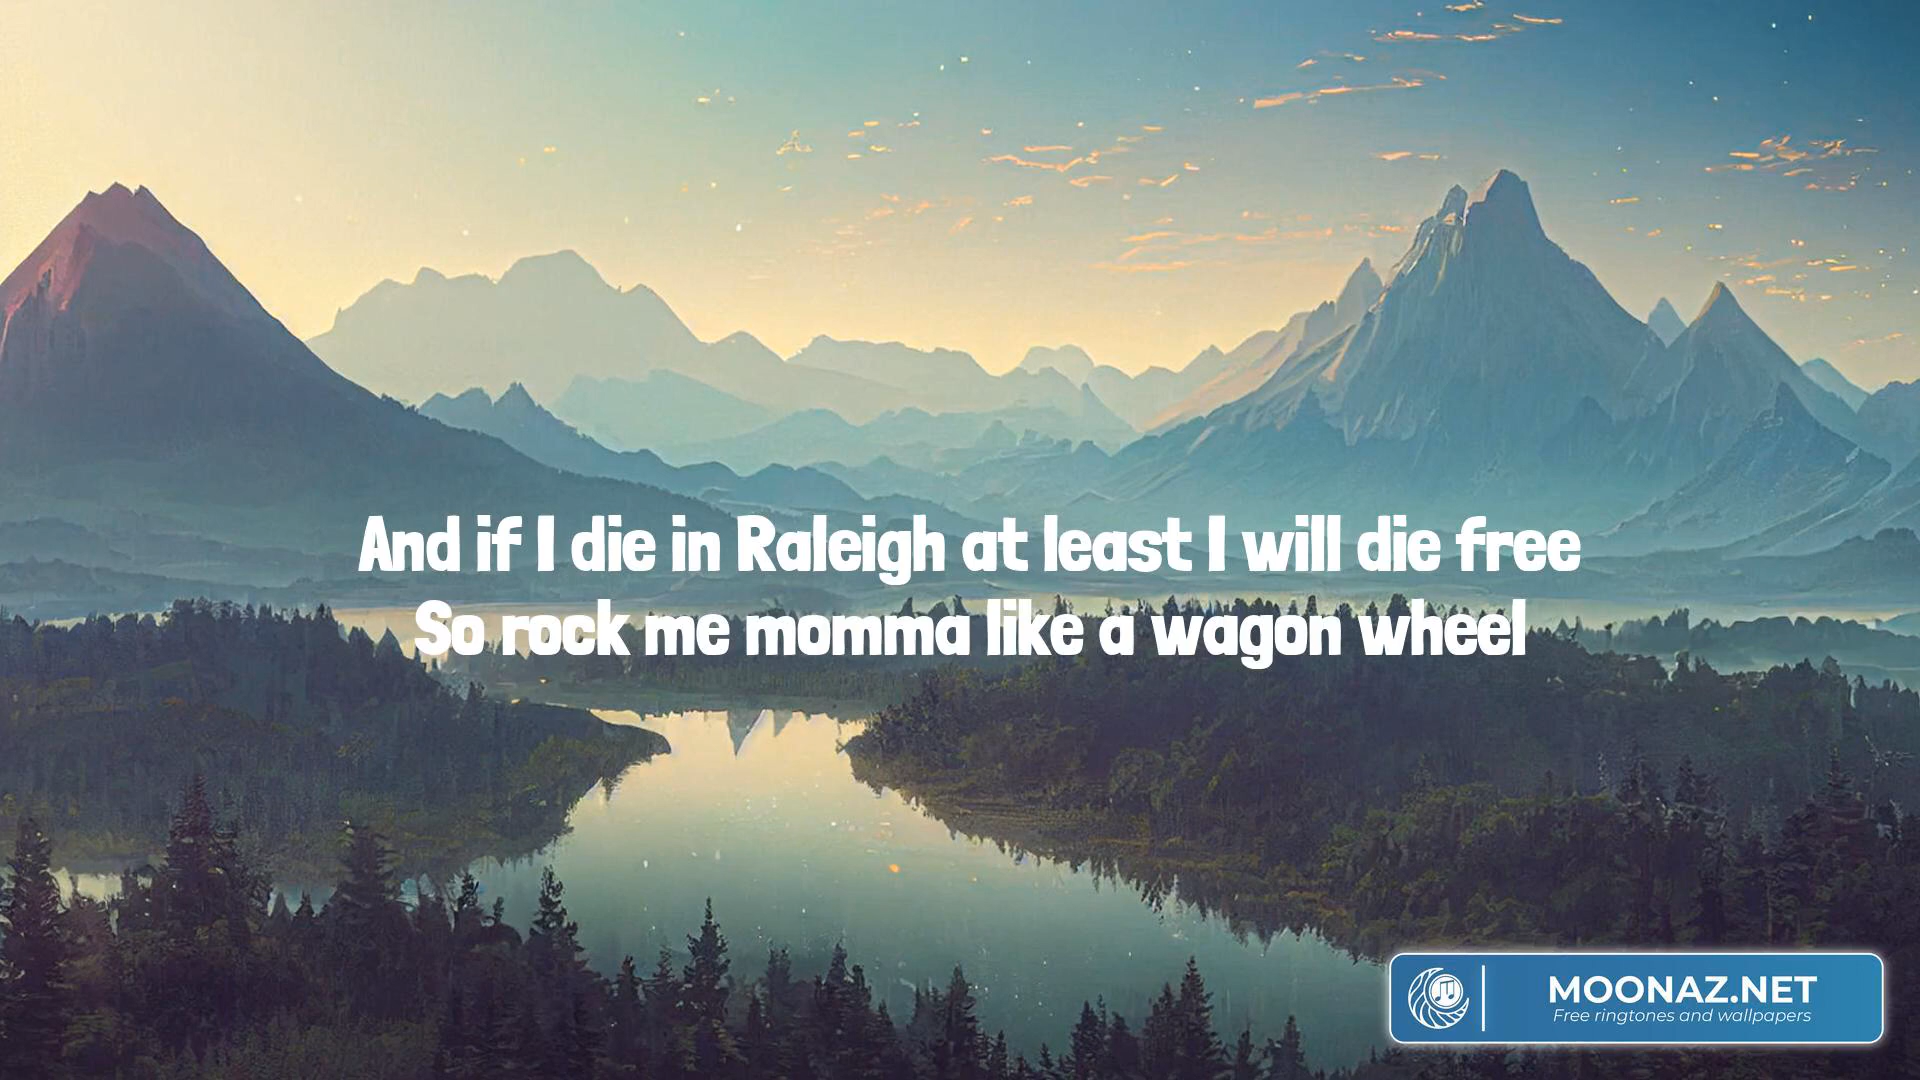 And if I die in Raleigh at least I will die free
So rock me momma like a wagon wheel
MOONAZ.NET
Free ringtones and wallpapers